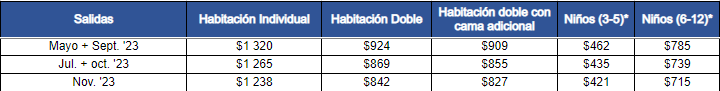 Salidas Habitación Individual Habitación Doble Habitación doble con cama adicional Niños (3-5)* Niños (6-12)*
Mayo + Sept. '23 $1 320 $924 $909 $462 $785
Jul. + oct. '23 $1 265 $869 $855 $435 $739
Nov. '23 $1 238 $842 $827 $421 $715